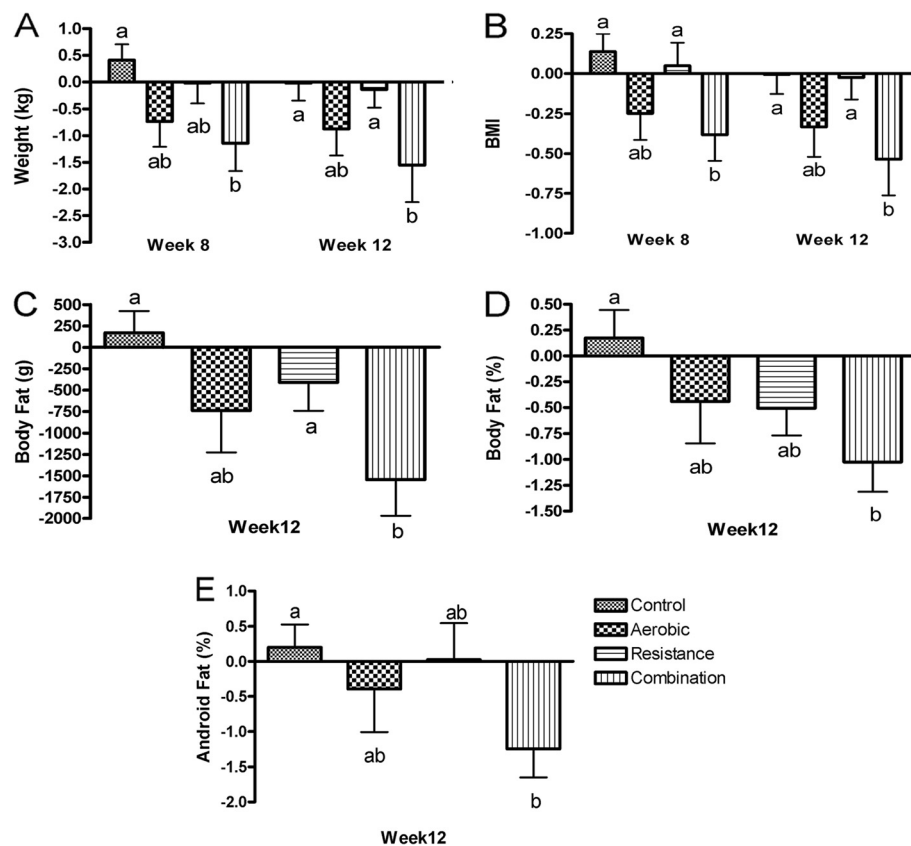 A
Weight (kg)
1.0
0.5
0.0
-0.5
-1.0
-1.5
-2.0
-2.5
-3.0
a
ab
ab
b
a
ab
a
b
Week 8
Week 12
B
BMI
0.25
0.00
-0.25
-0.50
-0.75
-1.00
a
ab
a
b
a
ab
a
b
Week 8
Week 12
C
Body Fat (g)
500
250
0
-250
-500
-750
-1000
-1250
-1500
-1750
-2000
a
ab
a
b
Week12
D
Body Fat (%)
0.50
0.25
0.00
-0.25
-0.50
-0.75
-1.00
-1.25
-1.50
a
ab
ab
b
Week12
E
Android Fat (%)
1.0
0.5
0.0
-0.5
-1.0
-1.5
-2.0
a
ab
ab
b
Week12
Control
Aerobic
Resistance
Combination